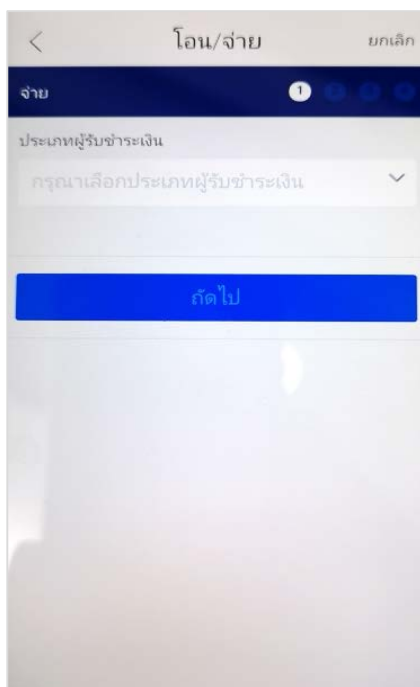 โอน/จ่าย ยกเลิก
จ่าย 1 2 3 4
ประเภทผู้รับชำระเงิน
กรุณาเลือกประเภทผู้รับชำระเงิน
ถัดไป